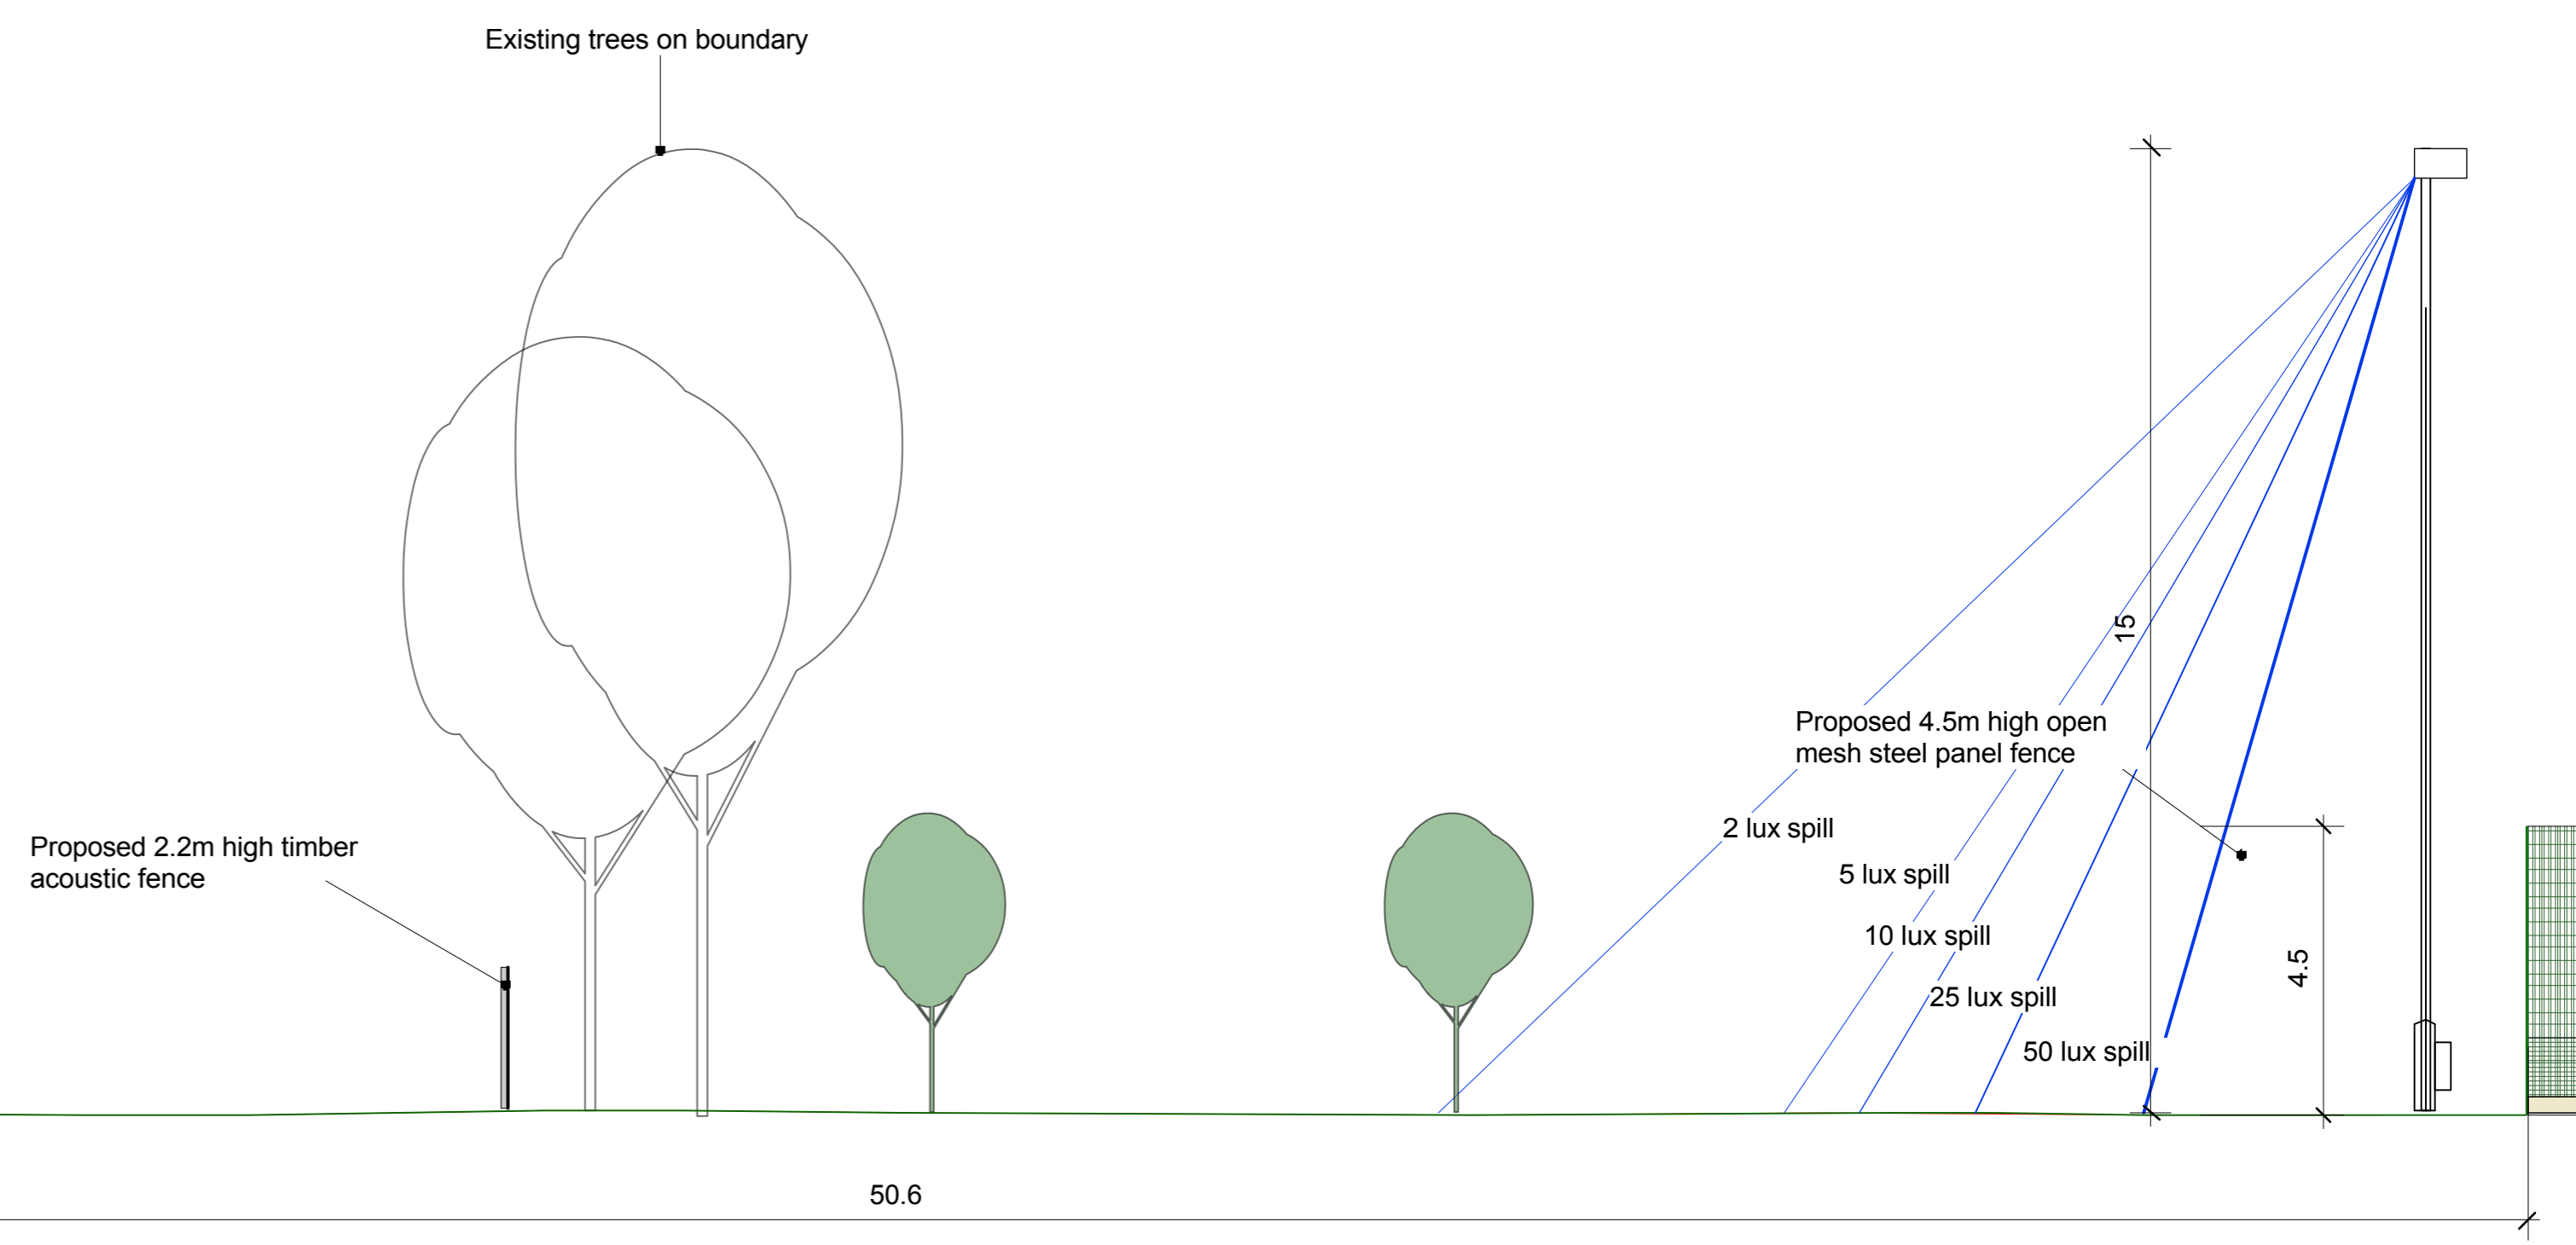 Existing trees on boundary
15
Proposed 4.5m high open
mesh steel panel fence
2 lux spill
Proposed 2.2m high timber
acoustic fence
5 lux spill
10 lux spill
4.5
25 lux spill
50 lux spill
50.6